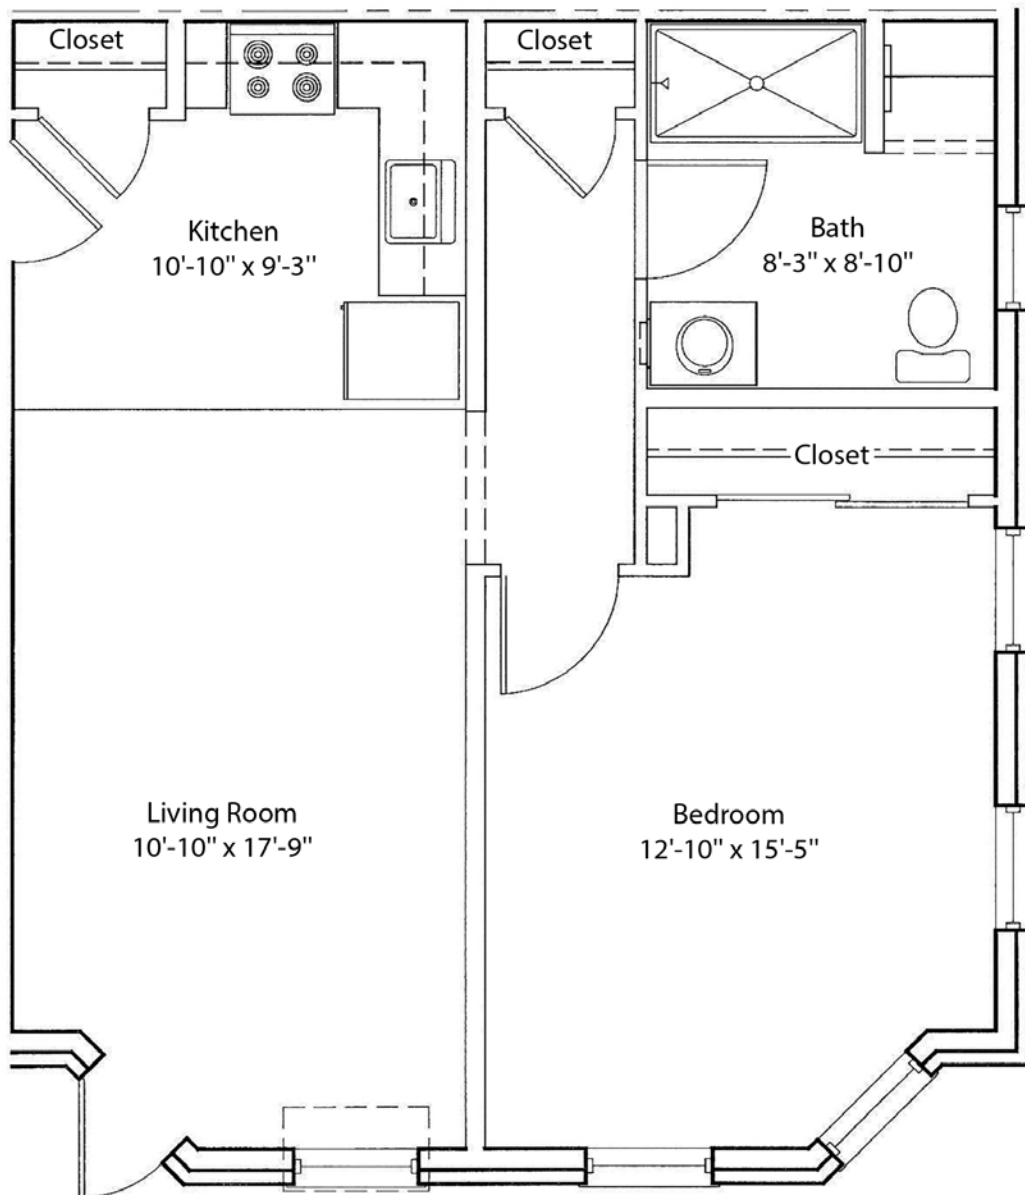 Closet
Closet
Kitchen
10'-10" x 9'-3"
Bath
8'-3" x 8'-10"
Closet
Living Room
10'-10" x 17'-9"
Bedroom
12'-10" x 15'-5"